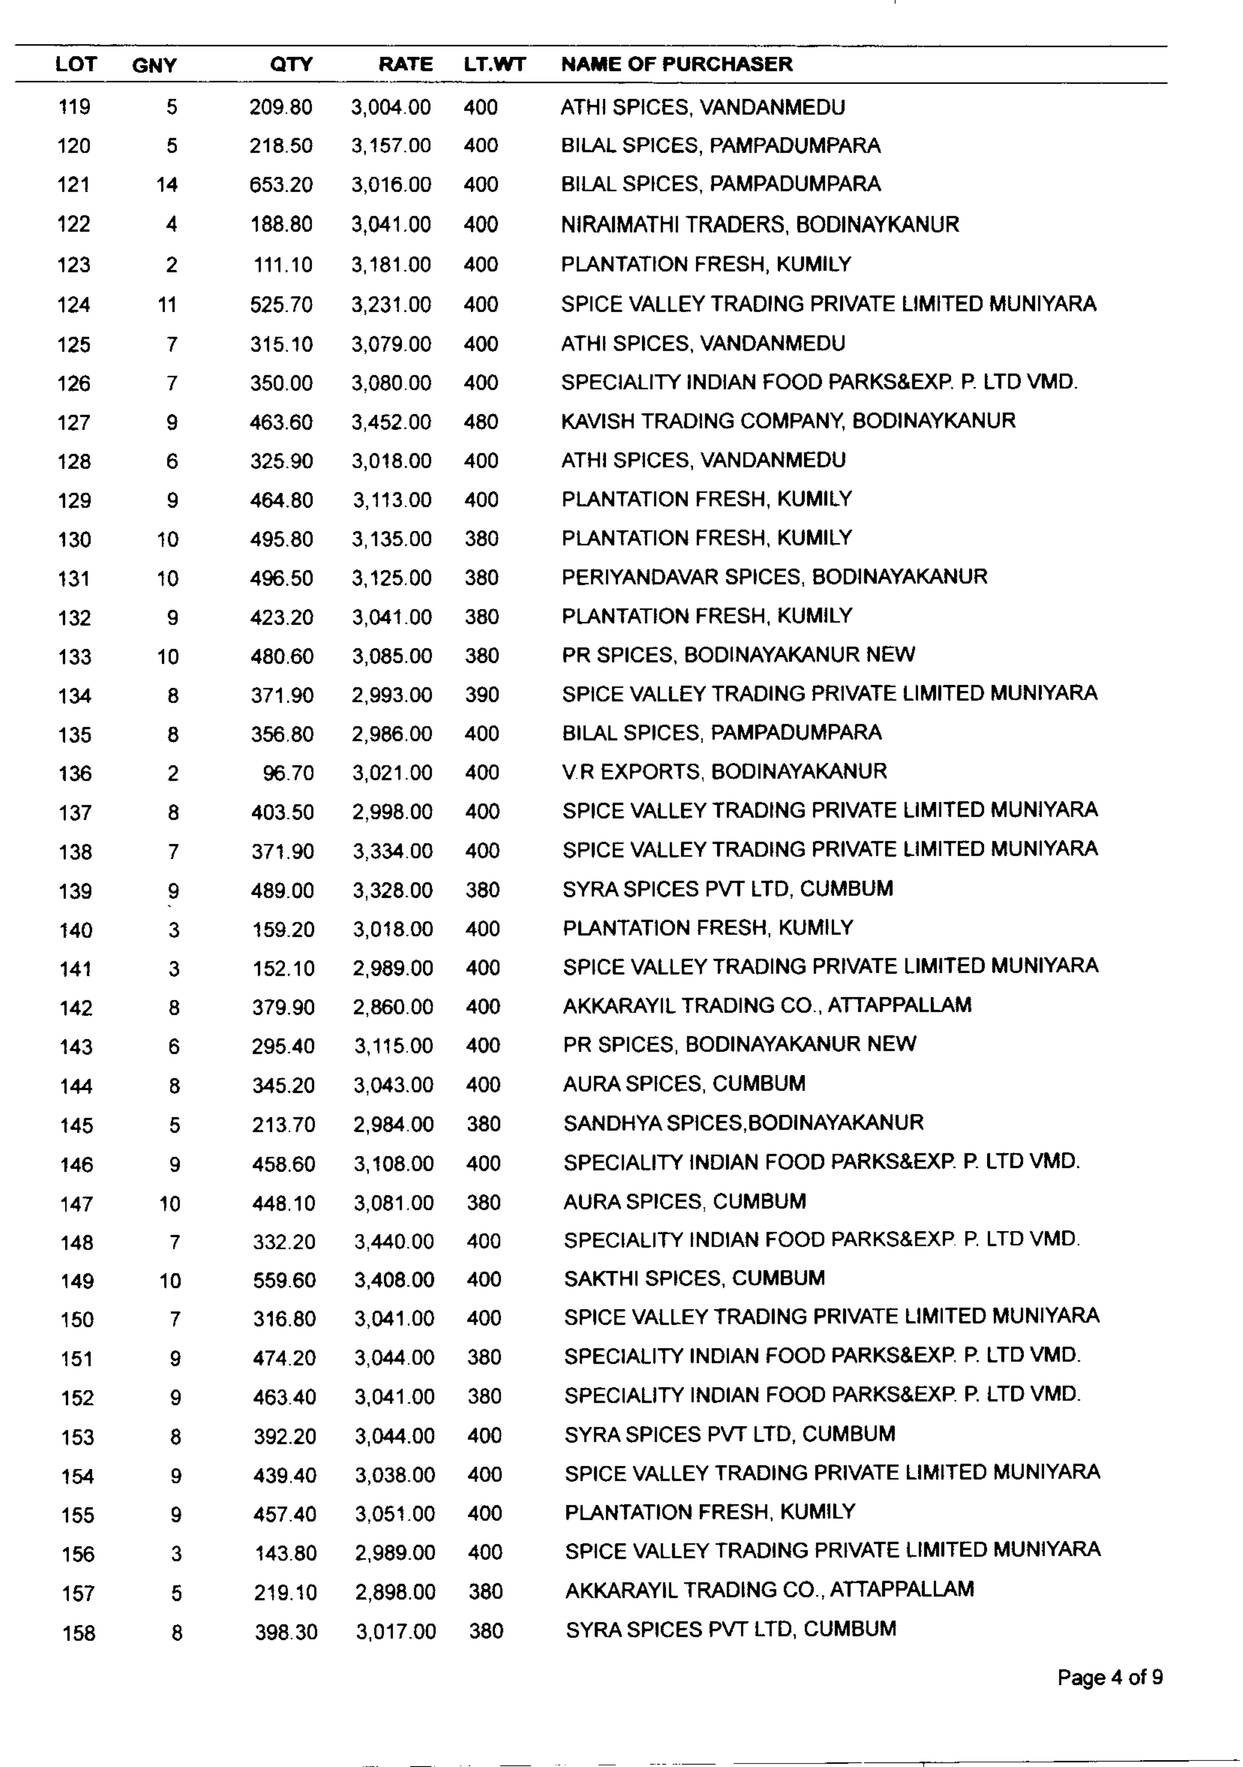 LOT GNY QTY RATE LT.WT NAME OF PURCHASER
119 5 209.80 3,004.00 400 ATHI SPICES, VANDANMEDU
120 5 218.50 3,157.00 400 BILAL SPICES, PAMPADUMPARA
121 14 653.20 3,016.00 400 BILAL SPICES, PAMPADUMPARA
122 4 188.80 3,041.00 400 NIRAIMATHI TRADERS, BODINAYKANUR
123 2 111.10 3,181.00 400 PLANTATION FRESH, KUMILY
124 11 525.70 3,231.00 400 SPICE VALLEY TRADING PRIVATE LIMITED MUNIYARA
125 7 315.10 3,079.00 400 ATHI SPICES, VANDANMEDU
126 7 350.00 3,080.00 400 SPECIALITY INDIAN FOOD PARKS&EXP. P. LTD VMD.
127 9 463.60 3,452.00 480 KAVISH TRADING COMPANY, BODINAYKANUR
128 6 325.90 3,018.00 400 ATHI SPICES, VANDANMEDU
129 9 464.80 3,113.00 400 PLANTATION FRESH, KUMILY
130 10 495.80 3,135.00 380 PLANTATION FRESH, KUMILY
131 10 496.50 3,125.00 380 PERIYANDAVAR SPICES, BODINAYAKANUR
132 9 423.20 3,041.00 380 PLANTATION FRESH, KUMILY
133 10 480.60 3,085.00 380 PR SPICES, BODINAYAKANUR NEW
134 8 371.90 2,993.00 390 SPICE VALLEY TRADING PRIVATE LIMITED MUNIYARA
135 8 356.80 2,986.00 400 BILAL SPICES, PAMPADUMPARA
136 2 96.70 3,021.00 400 V.R EXPORTS, BODINAYAKANUR
137 8 403.50 2,998.00 400 SPICE VALLEY TRADING PRIVATE LIMITED MUNIYARA
138 7 371.90 3,334.00 400 SPICE VALLEY TRADING PRIVATE LIMITED MUNIYARA
139 9 489.00 3,328.00 380 SYRA SPICES PVT LTD, CUMBUM
140 3 159.20 3,018.00 400 PLANTATION FRESH, KUMILY
141 3 152.10 2,989.00 400 SPICE VALLEY TRADING PRIVATE LIMITED MUNIYARA
142 8 379.90 2,860.00 400 AKKARAYIL TRADING CO., ATTAPPALLAM
143 6 295.40 3,115.00 400 PR SPICES, BODINAYAKANUR NEW
144 8 345.20 3,043.00 400 AURA SPICES, CUMBUM
145 5 213.70 2,984.00 380 SANDHYA SPICES,BODINAYAKANUR
146 9 458.60 3,108.00 400 SPECIALITY INDIAN FOOD PARKS&EXP. P. LTD VMD.
147 10 448.10 3,081.00 380 AURA SPICES, CUMBUM
148 7 332.20 3,440.00 400 SPECIALITY INDIAN FOOD PARKS&EXP. P. LTD VMD.
149 10 559.60 3,408.00 400 SAKTHI SPICES, CUMBUM
150 7 316.80 3,041.00 400 SPICE VALLEY TRADING PRIVATE LIMITED MUNIYARA
151 9 474.20 3,044.00 380 SPECIALITY INDIAN FOOD PARKS&EXP. P. LTD VMD.
152 9 463.40 3,041.00 380 SPECIALITY INDIAN FOOD PARKS&EXP. P. LTD VMD.
153 8 392.20 3,044.00 400 SYRA SPICES PVT LTD, CUMBUM
154 9 439.40 3,038.00 400 SPICE VALLEY TRADING PRIVATE LIMITED MUNIYARA
155 9 457.40 3,051.00 400 PLANTATION FRESH, KUMILY
156 3 143.80 2,989.00 400 SPICE VALLEY TRADING PRIVATE LIMITED MUNIYARA
157 5 219.10 2,898.00 380 AKKARAYIL TRADING CO., ATTAPPALLAM
158 8 398.30 3,017.00 380 SYRA SPICES PVT LTD, CUMBUM
Page 4 of 9